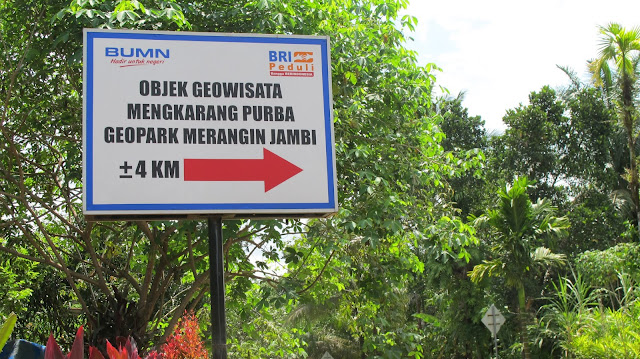 BUMN
Hadir untuk negeri
BRI
Peduli
OBJEK GEOWISATA
MENGKARANG PURBA
GEOPARK MERANGIN JAMBI
±4 KM